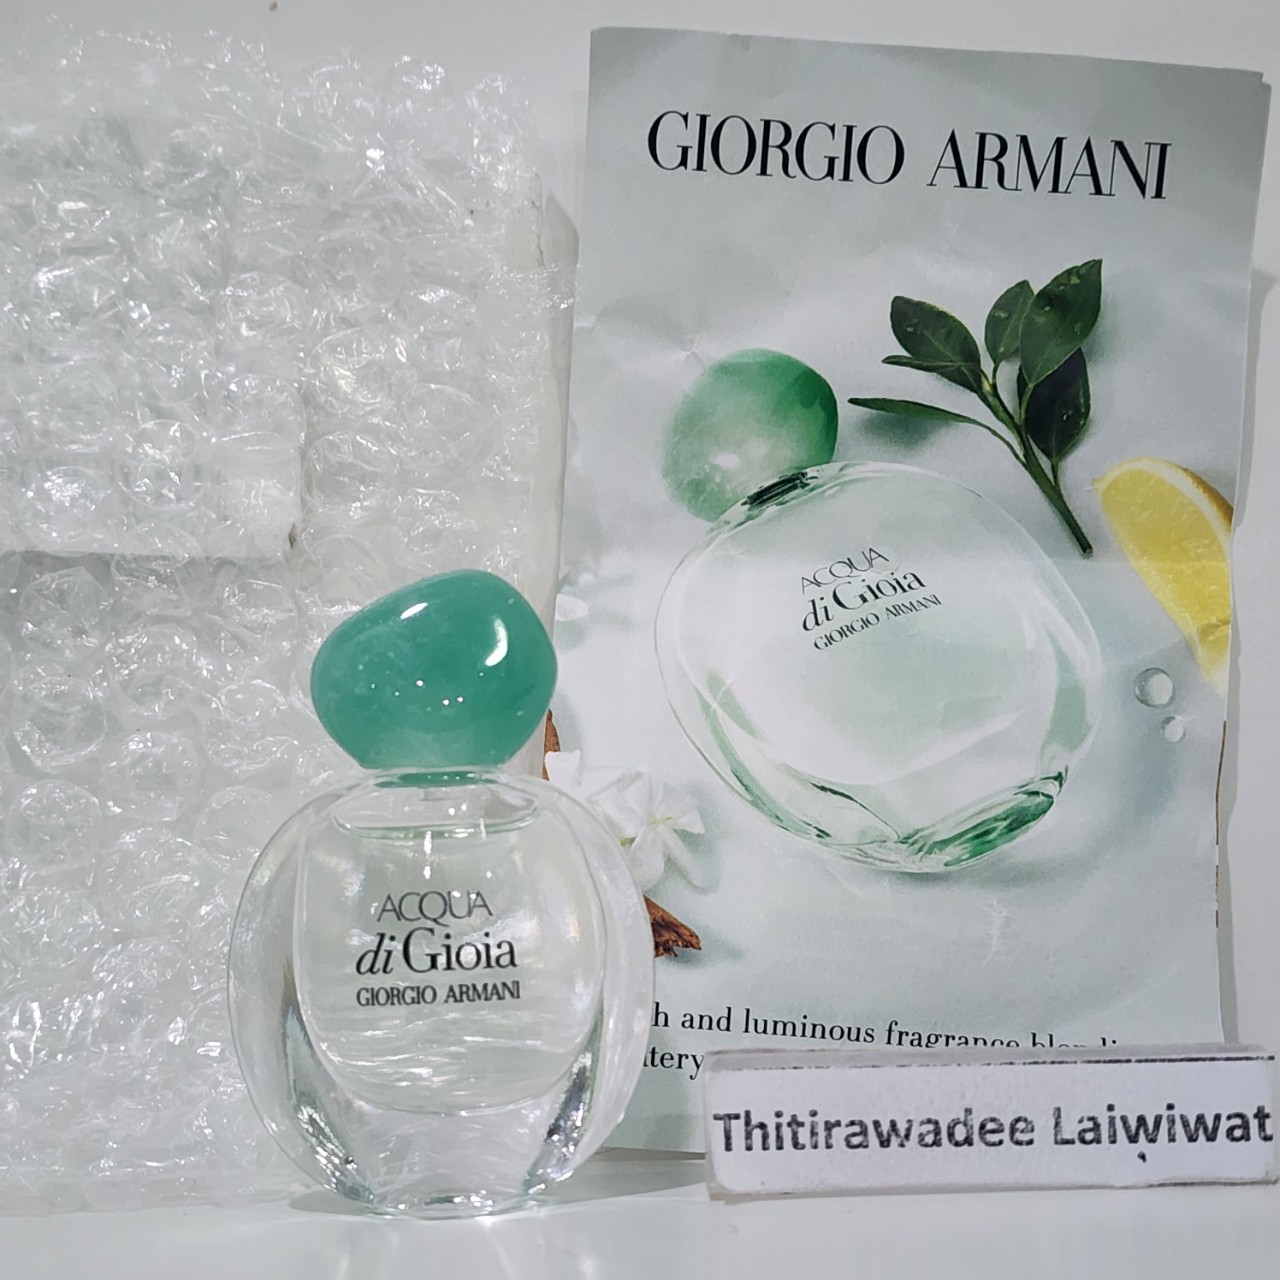 GIORGIO ARMANI
ACQUA
di Gioia
GIORGIO ARMANI
and luminous fragrance
ACQUA
di Gioia
GIORGIO ARMANI
Thitirawadee Laiwiwat